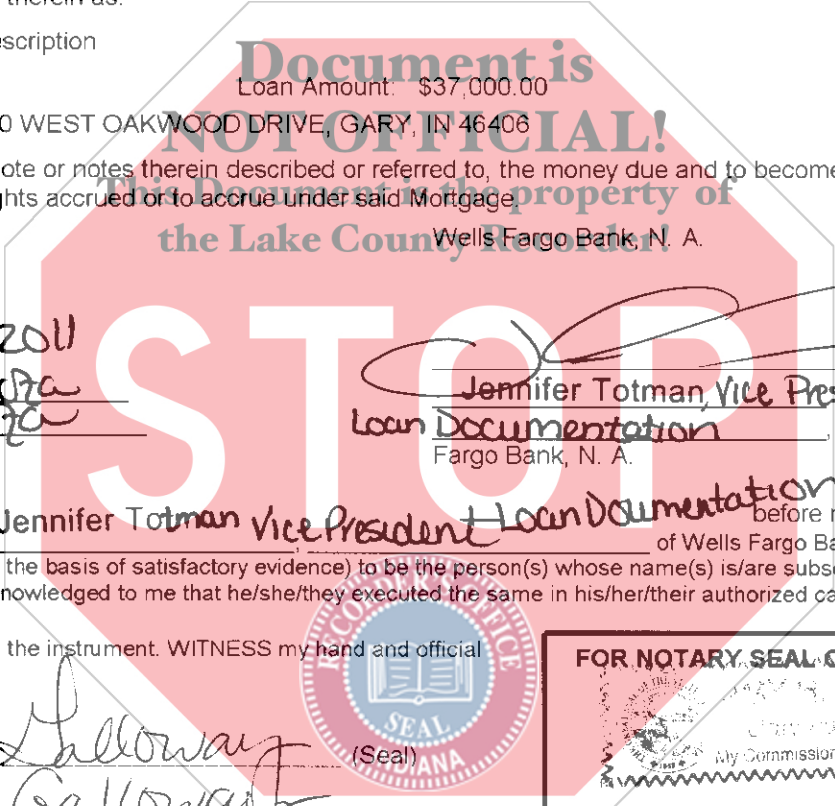 therein as:
escription
Document is
Loan Amount: $37,000.00
NOT OFFICIAL!
0 WEST OAKWOOD DRIVE, GARY, IN 46406
ote or notes therein described or referred to, the money due and to become
This Document is the property of
ghts accrued or to accrue under said Mortgage.
the Lake County Recorder!
Wells Fargo Bank, N. A.
STOP
2011
Jennifer Totman, Vice Pres
Loan Documentation,
Fargo Bank, N. A.
Jennifer Totman Vice President Loan Documentation before
of Wells Fargo Ba
the basis of satisfactory evidence) to be the person(s) whose name(s) is/are subs
nowledged to me that he/she/they executed the same in his/her/their authorized ca
the instrument. WITNESS my hand and official
RECORDER'S OFFICE
SEAL
INDIANA
FOR NOTARY SEAL O
My Commission
Galloway (Seal)
Galloway